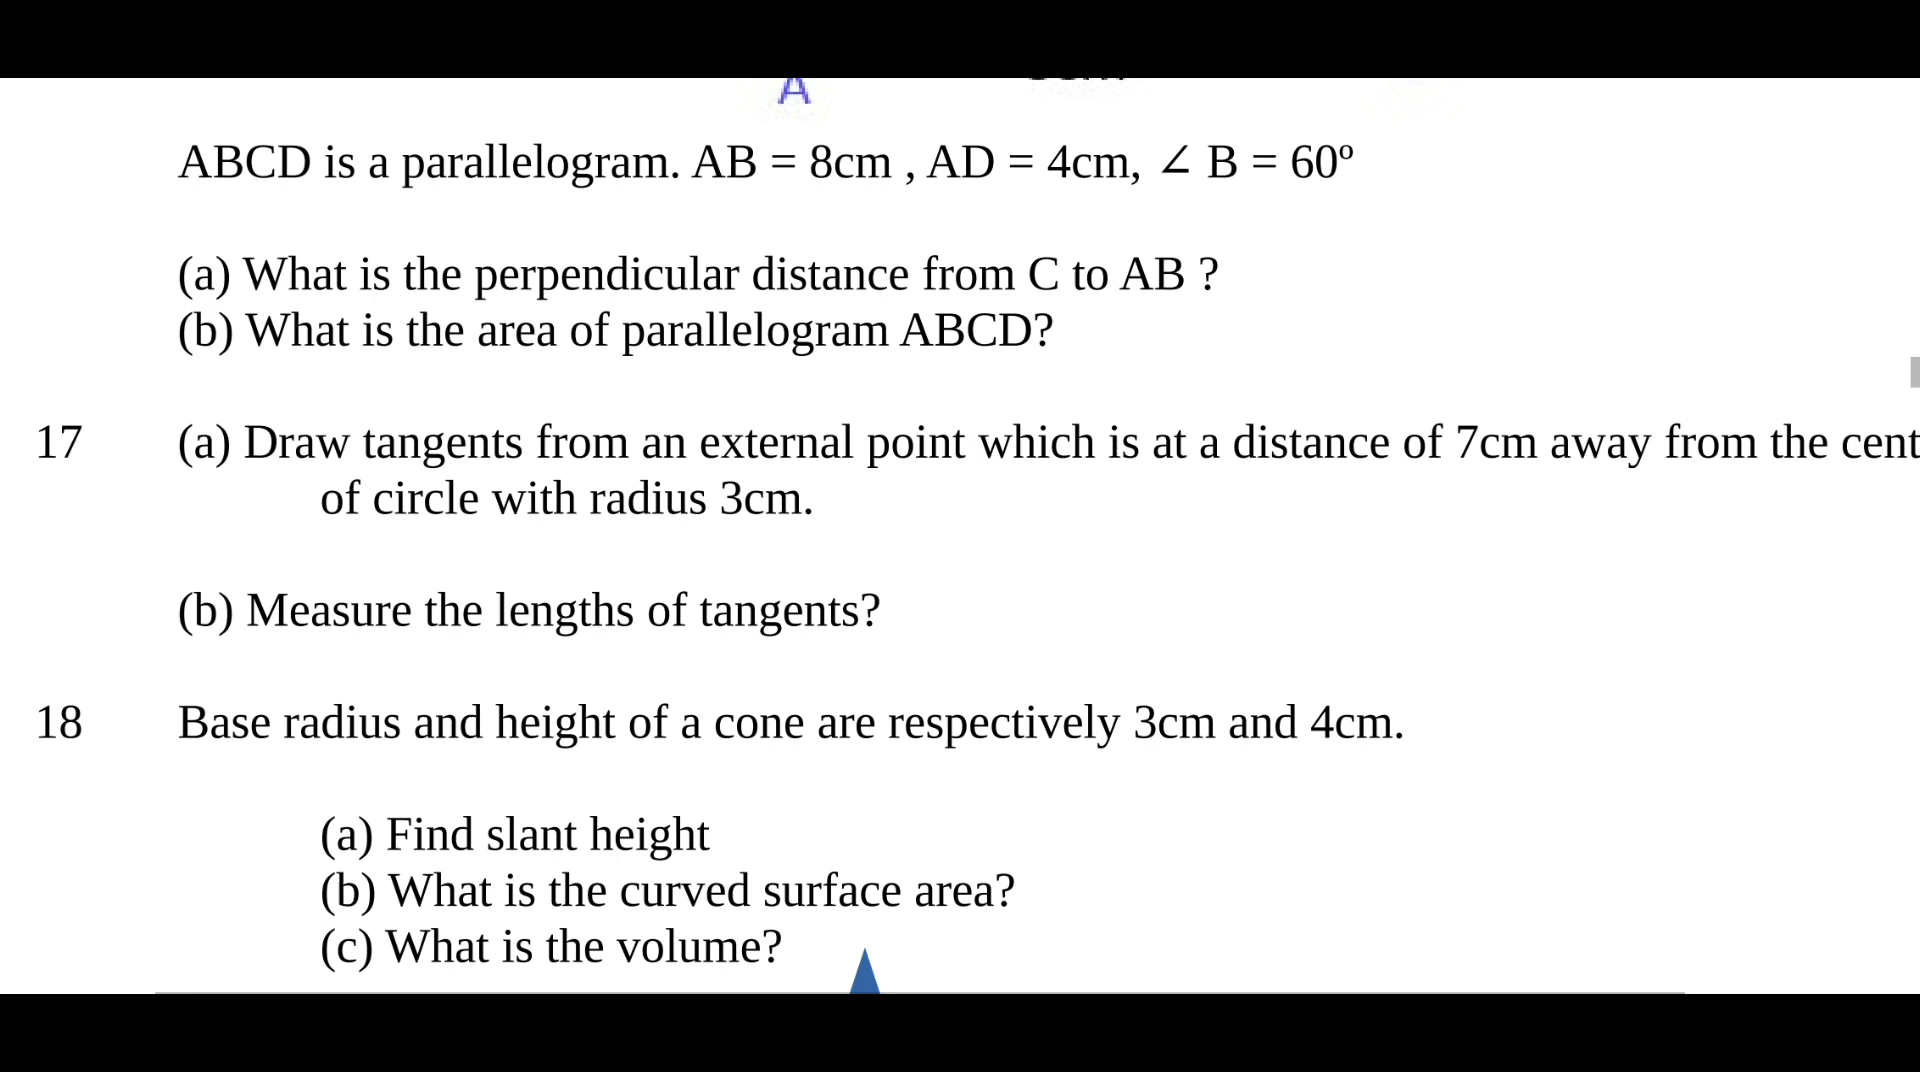 A
ABCD is a parallelogram. AB = 8cm , AD = 4cm, ∠ B = 60º
(a) What is the perpendicular distance from C to AB ?
(b) What is the area of parallelogram ABCD?
17 (a) Draw tangents from an external point which is at a distance of 7cm away from the cent
of circle with radius 3cm.
(b) Measure the lengths of tangents?
18 Base radius and height of a cone are respectively 3cm and 4cm.
(a) Find slant height
(b) What is the curved surface area?
(c) What is the volume?